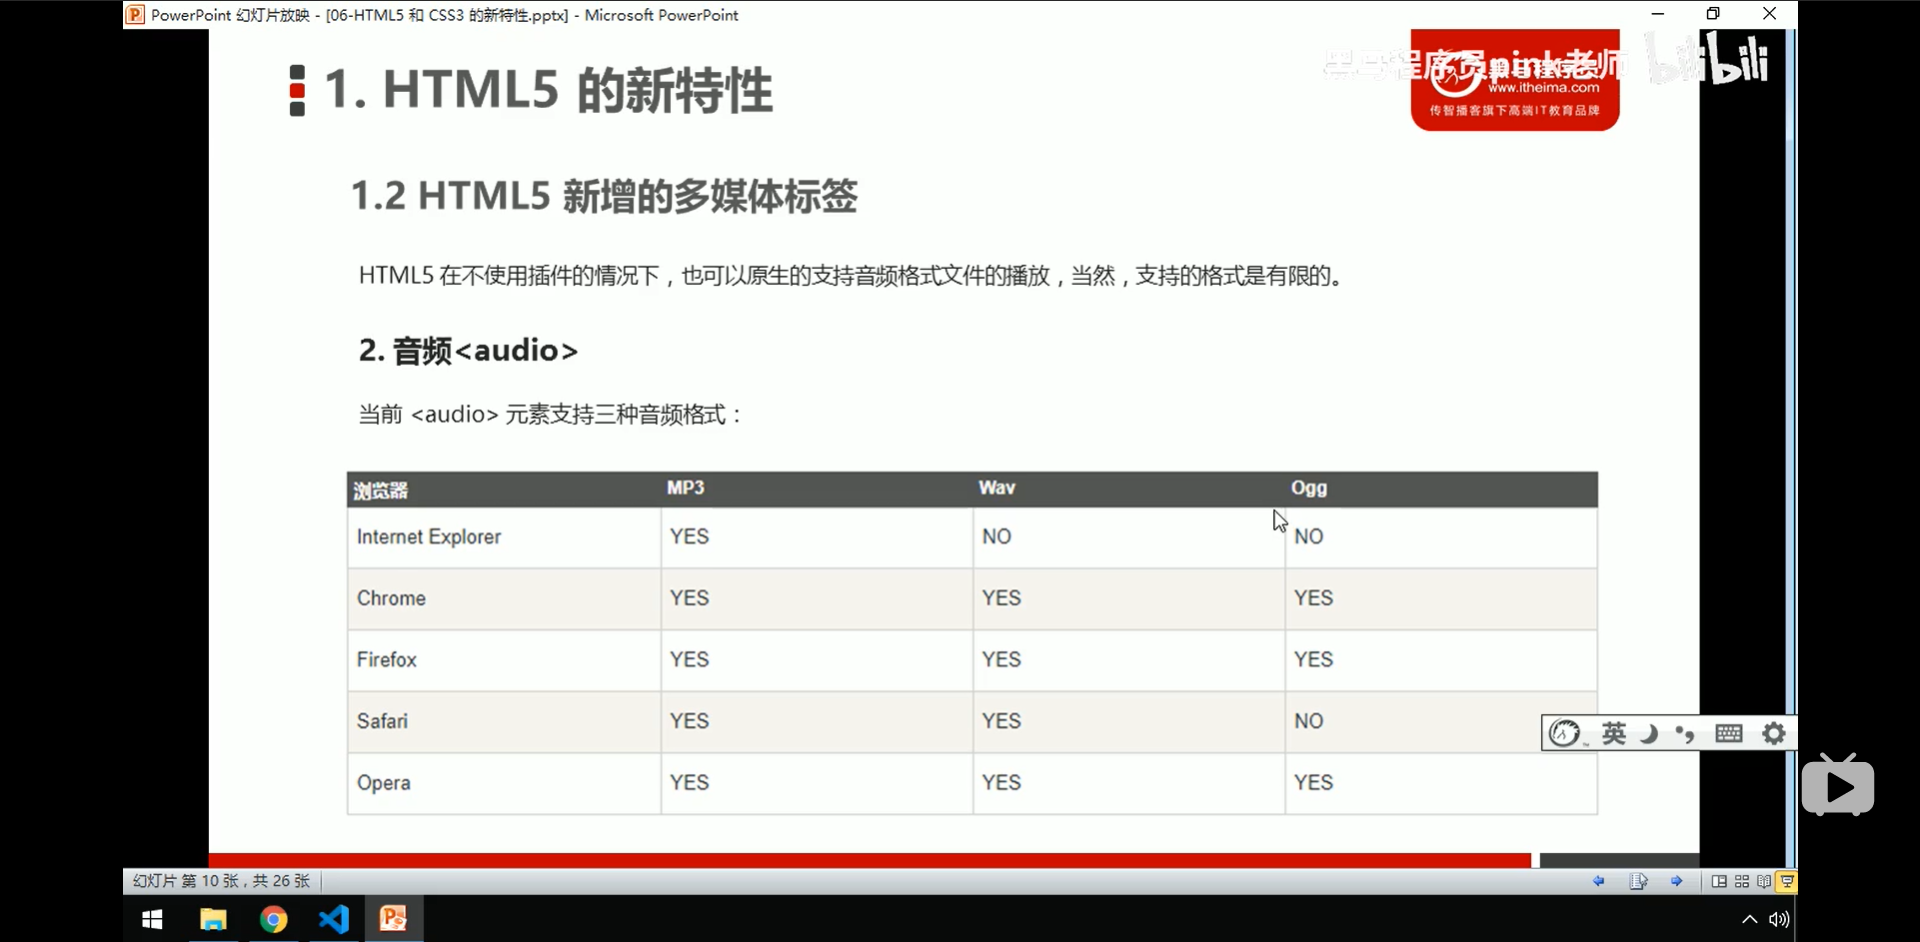 PowerPoint 幻灯片放映 - [06-HTML5 和 CSS3 的新特性.pptx] - Microsoft PowerPoint
1. HTML5 的新特性
黑马程序员pink老师
bilibili
www.itheima.com
传智播客旗下高端IT教育品牌
1.2 HTML5 新增的多媒体标签
HTML5 在不使用插件的情况下，也可以原生的支持音频格式文件的播放，当然，支持的格式是有限的。
2. 音频<audio>
当前 <audio> 元素支持三种音频格式：
浏览器 MP3 Wav Ogg
Internet Explorer YES NO NO
Chrome YES YES YES
Firefox YES YES YES
Safari YES YES NO
英
Opera YES YES YES
幻灯片 第 10 张，共 26 张